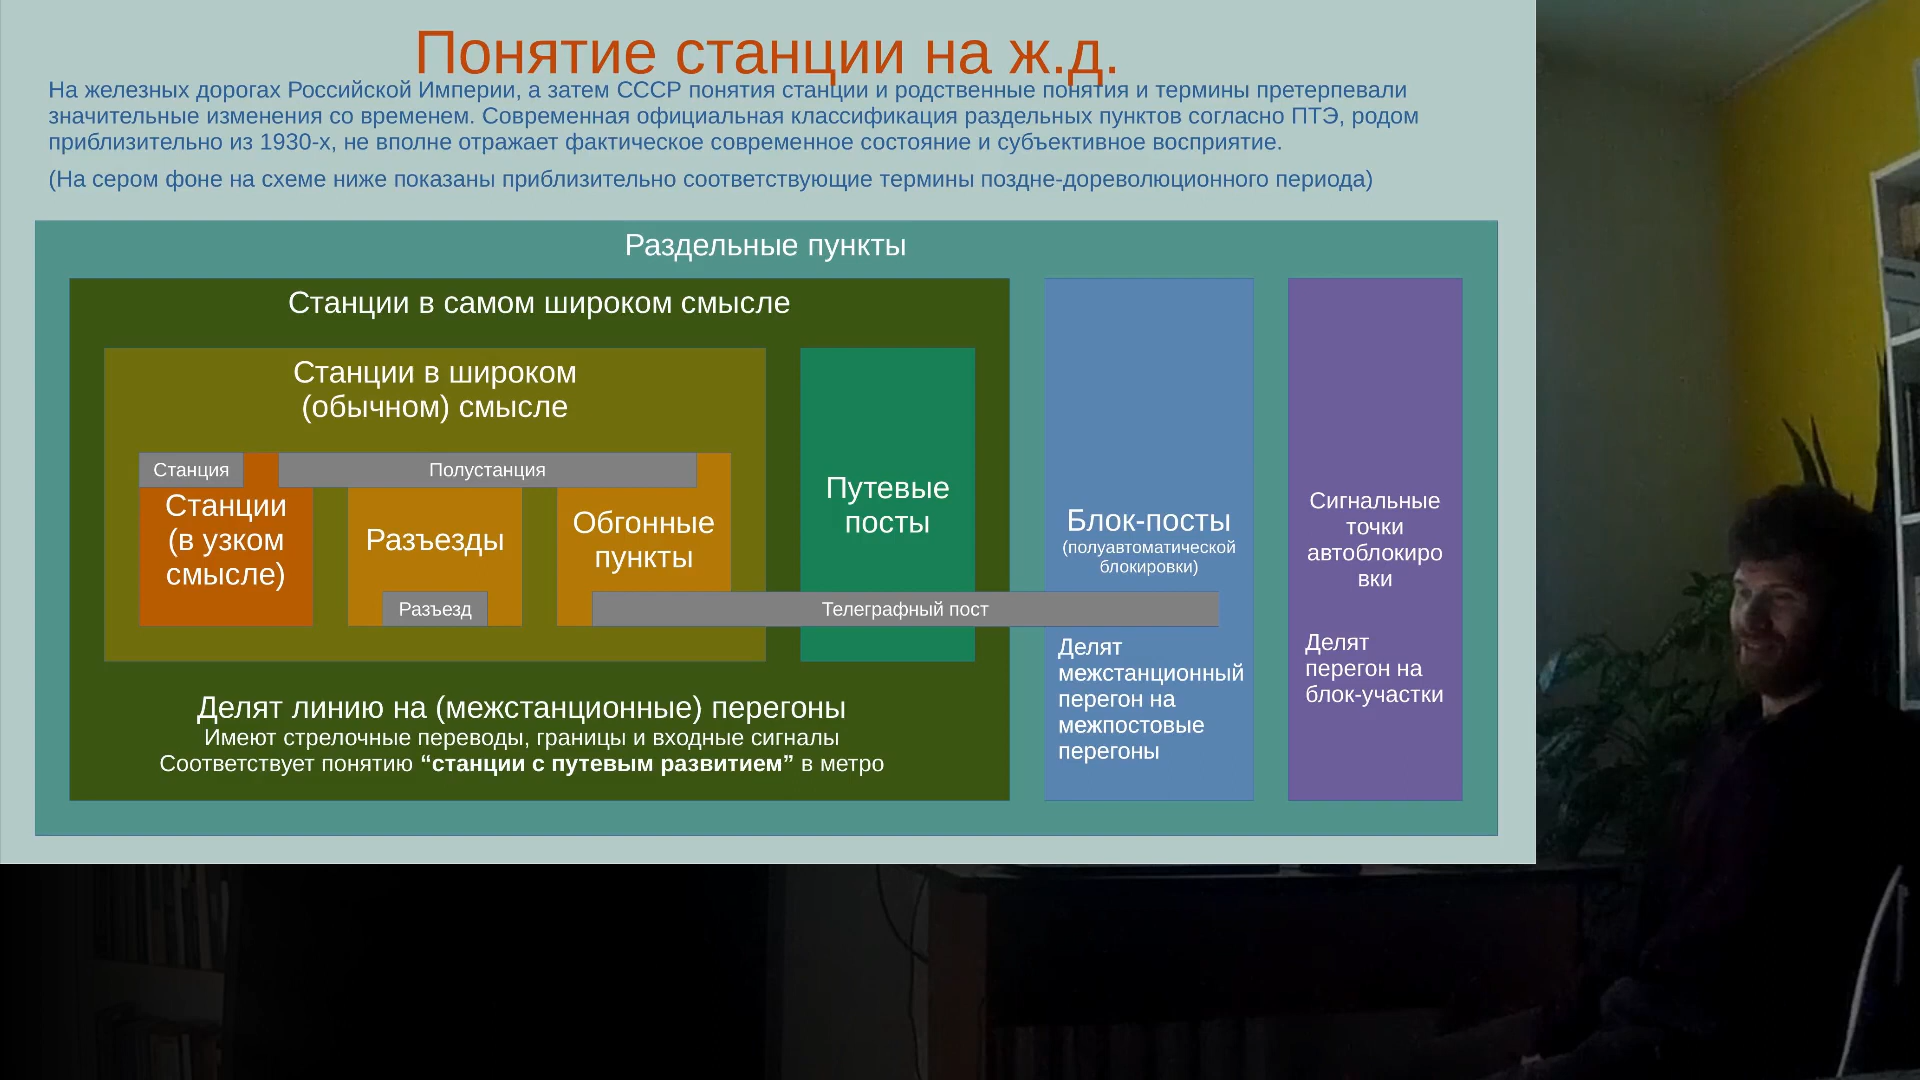 Понятие станции на ж.д.
На железных дорогах Российской Империи, а затем СССР понятия станции и родственные понятия и термины претерпевали
значительные изменения со временем. Современная официальная классификация раздельных пунктов согласно ПТЭ, родом
приблизительно из 1930-х, не вполне отражает фактическое современное состояние и субъективное восприятие.
(На сером фоне на схеме ниже показаны приблизительно соответствующие термины поздне-дореволюционного периода)
Раздельные пункты
Станции в самом широком смысле
Станции в широком
(обычном) смысле
Станция
Полустанция
Станции
(в узком
смысле)
Разъезды
Обгонные
пункты
Разъезд
Телеграфный пост
Путевые
посты
Делят линию на (межстанционные) перегоны
Имеют стрелочные переводы, границы и входные сигналы
Соответствует понятию “станции с путевым развитием” в метро
Блок-посты
(полуавтоматической
блокировки)
Делят
межстанционный
перегон на
межпостовые
перегоны
Сигнальные
точки
автоблокиро
вки
Делят
перегон на
блок-участки